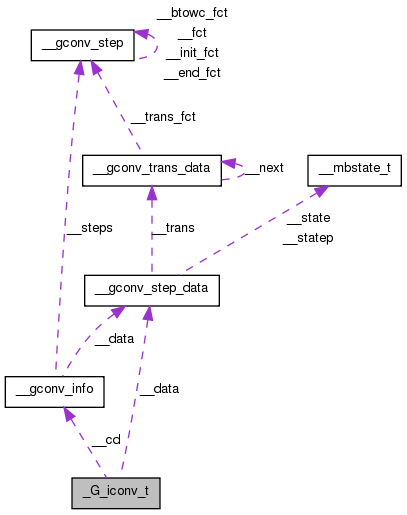 __btowc_fct
__fct
__init_fct
__end_fct
__gconv_step
__trans_fct
__gconv_trans_data
__next
__mbstate_t
__steps
__trans
__state
__statep
__gconv_step_data
__data
__gconv_info
__data
__cd
_G_iconv_t